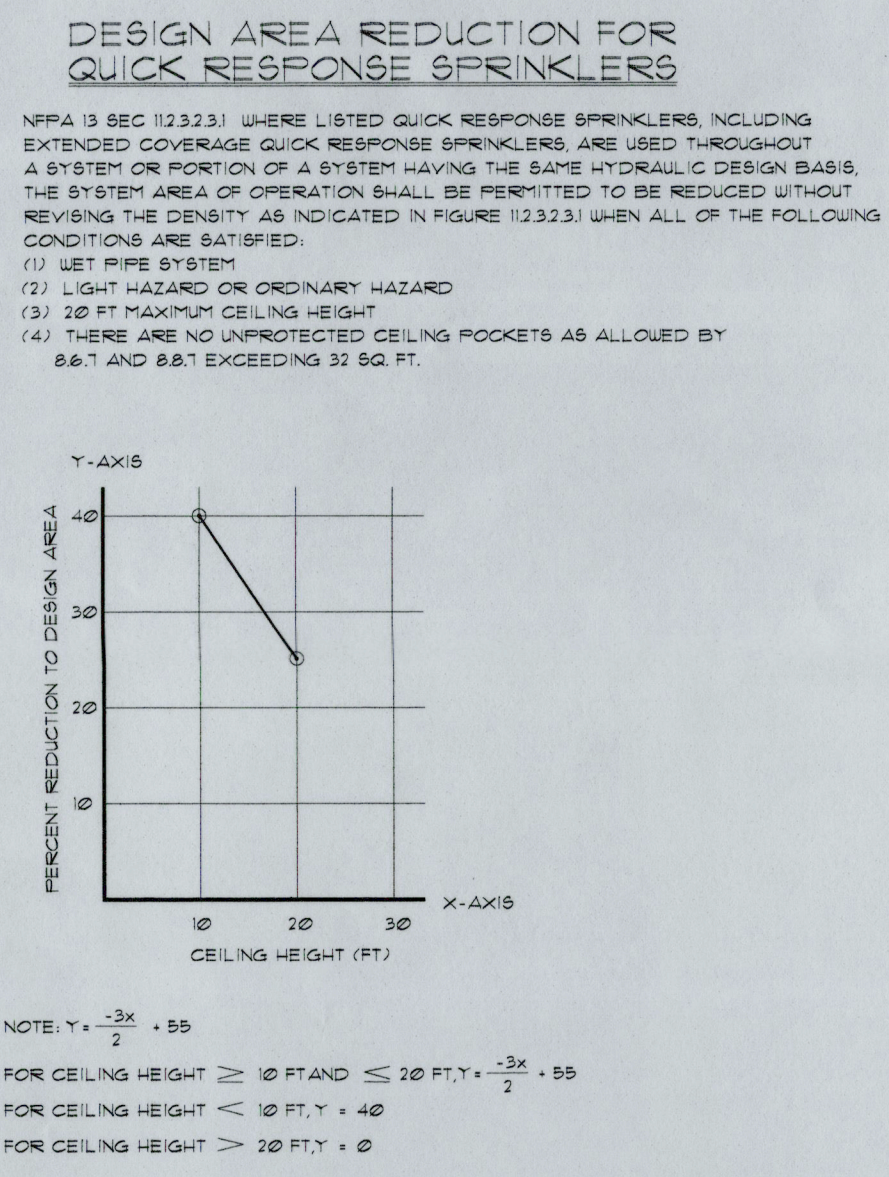 DESIGN AREA REDUCTION FOR
QUICK RESPONSE SPRINKLERS
NFPA 13 SEC 11.2.3.2.3.1 WHERE LISTED QUICK RESPONSE SPRINKLERS, INCLUDING
EXTENDED COVERAGE QUICK RESPONSE SPRINKLERS, ARE USED THROUGHOUT
A SYSTEM OR PORTION OF A SYSTEM HAVING THE SAME HYDRAULIC DESIGN BASIS,
THE SYSTEM AREA OF OPERATION SHALL BE PERMITTED TO BE REDUCED WITHOUT
REVISING THE DENSITY AS INDICATED IN FIGURE 11.2.3.2.3.1 WHEN ALL OF THE FOLLOWING
CONDITIONS ARE SATISFIED:
(1) WET PIPE SYSTEM
(2) LIGHT HAZARD OR ORDINARY HAZARD
(3) 20 FT MAXIMUM CEILING HEIGHT
(4) THERE ARE NO UNPROTECTED CEILING POCKETS AS ALLOWED BY
8.6.7 AND 8.8.7 EXCEEDING 32 SQ. FT.
Y-AXIS
PERCENT REDUCTION TO DESIGN AREA
40
30
20
10
X-AXIS
10 20 30
CEILING HEIGHT (FT)
NOTE: Y = -3x/2 + 55
FOR CEILING HEIGHT ≥ 10 FT AND ≤ 20 FT, Y = -3x/2 + 55
FOR CEILING HEIGHT < 10 FT, Y = 40
FOR CEILING HEIGHT > 20 FT, Y = 0